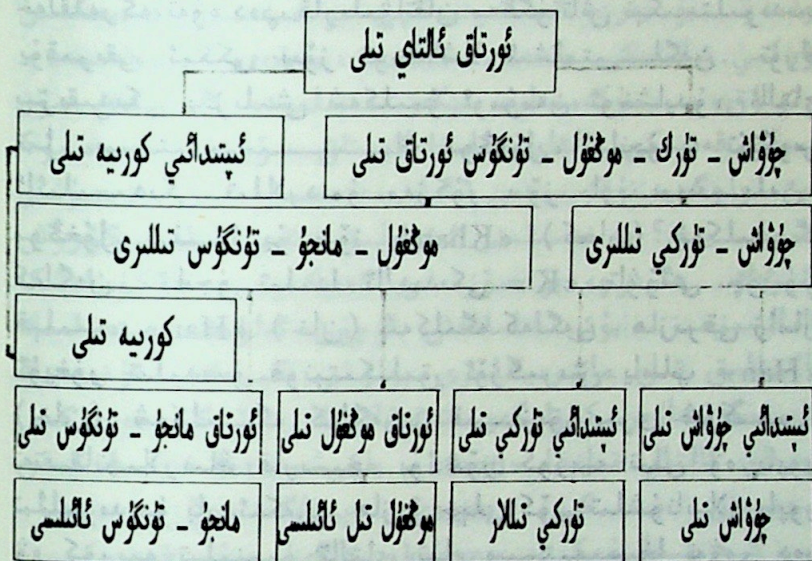 ئورتاق ئالتاي تىلى
چۇۋاش ـ تۈرك ـ موڭغۇل ـ تۇنگۇس ئورتاق تىلى
ئىپتىدائىي كورىيە تىلى
چۇۋاش ـ تۈركىي تىللىرى
موڭغۇل ـ مانجۇ ـ تۇنگۇس تىللىرى
كورىيە تىلى
ئىپتىدائىي چۇۋاش تىلى
ئىپتىدائىي تۈركىي تىلى
ئورتاق موڭغۇل تىلى
ئورتاق مانجۇ ـ تۇنگۇس تىلى
چۇۋاش تىلى
تۈركىي تىللار
موڭغۇل تىل ئائىلىسى
مانجۇ ـ تۇنگۇس ئائىلىسى